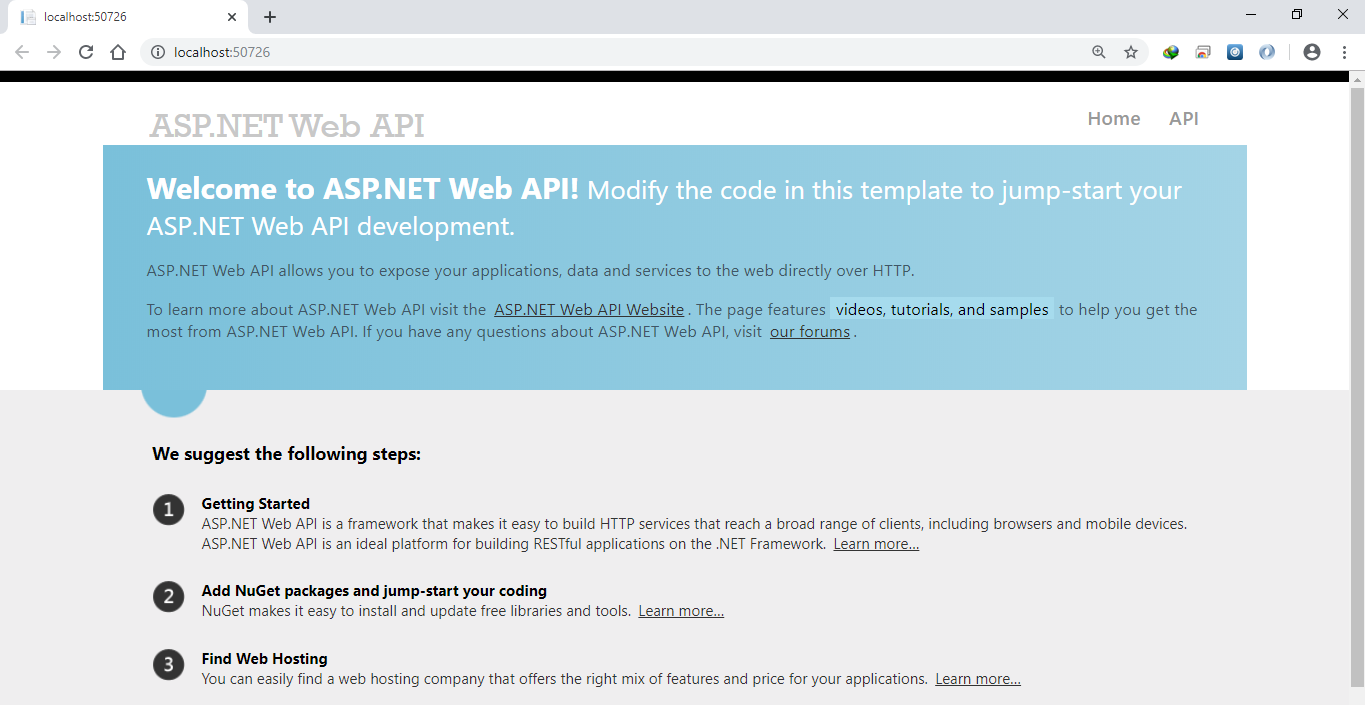 localhost:50726
localhost:50726
ASP.NET Web API
Home API
Welcome to ASP.NET Web API! Modify the code in this template to jump-start your
ASP.NET Web API development.
ASP.NET Web API allows you to expose your applications, data and services to the web directly over HTTP.
To learn more about ASP.NET Web API visit the ASP.NET Web API Website . The page features videos, tutorials, and samples to help you get the
most from ASP.NET Web API. If you have any questions about ASP.NET Web API, visit our forums .
We suggest the following steps:
1 Getting Started
ASP.NET Web API is a framework that makes it easy to build HTTP services that reach a broad range of clients, including browsers and mobile devices.
ASP.NET Web API is an ideal platform for building RESTful applications on the .NET Framework. Learn more...
2 Add NuGet packages and jump-start your coding
NuGet makes it easy to install and update free libraries and tools. Learn more...
3 Find Web Hosting
You can easily find a web hosting company that offers the right mix of features and price for your applications. Learn more...